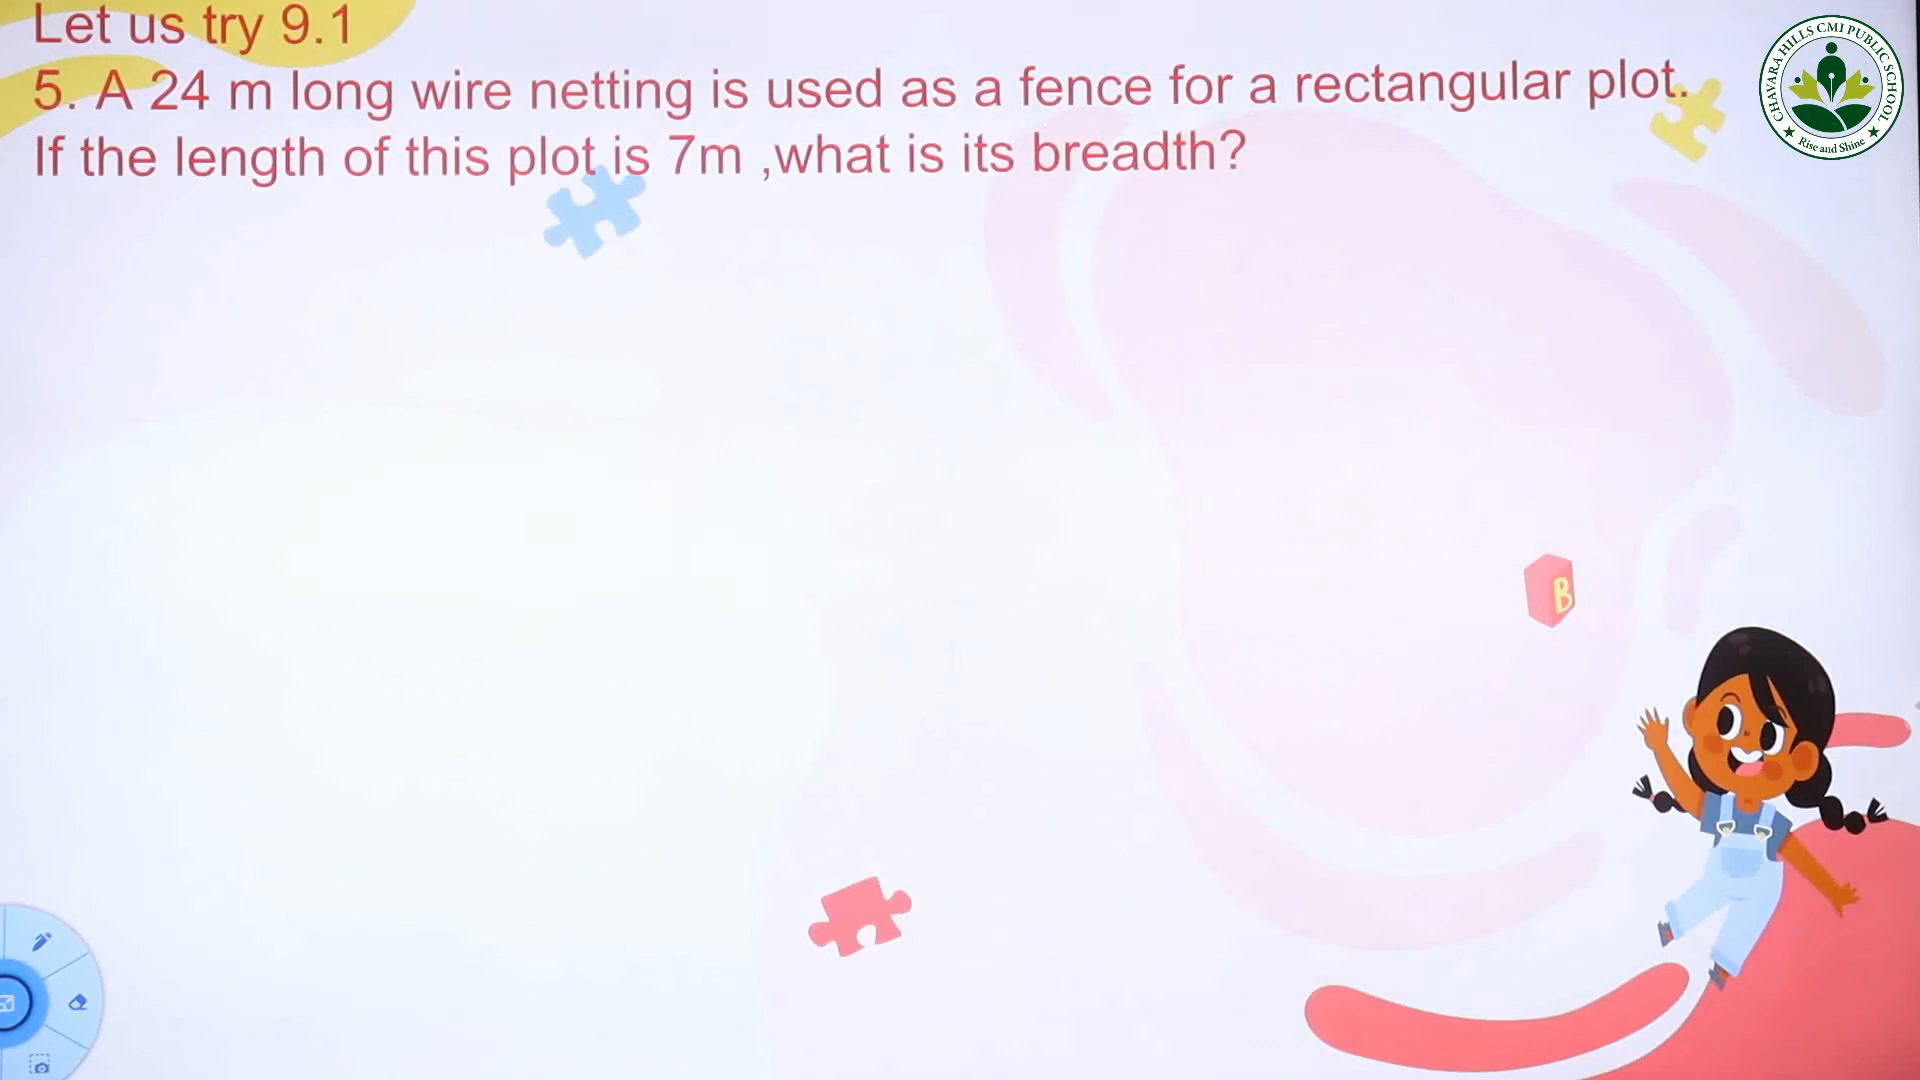 Let us try 9.1
5. A 24 m long wire netting is used as a fence for a rectangular plot.
If the length of this plot is 7m ,what is its breadth?
CHAVARA HILLS CMI PUBLIC SCHOOL
Rise and Shine
B